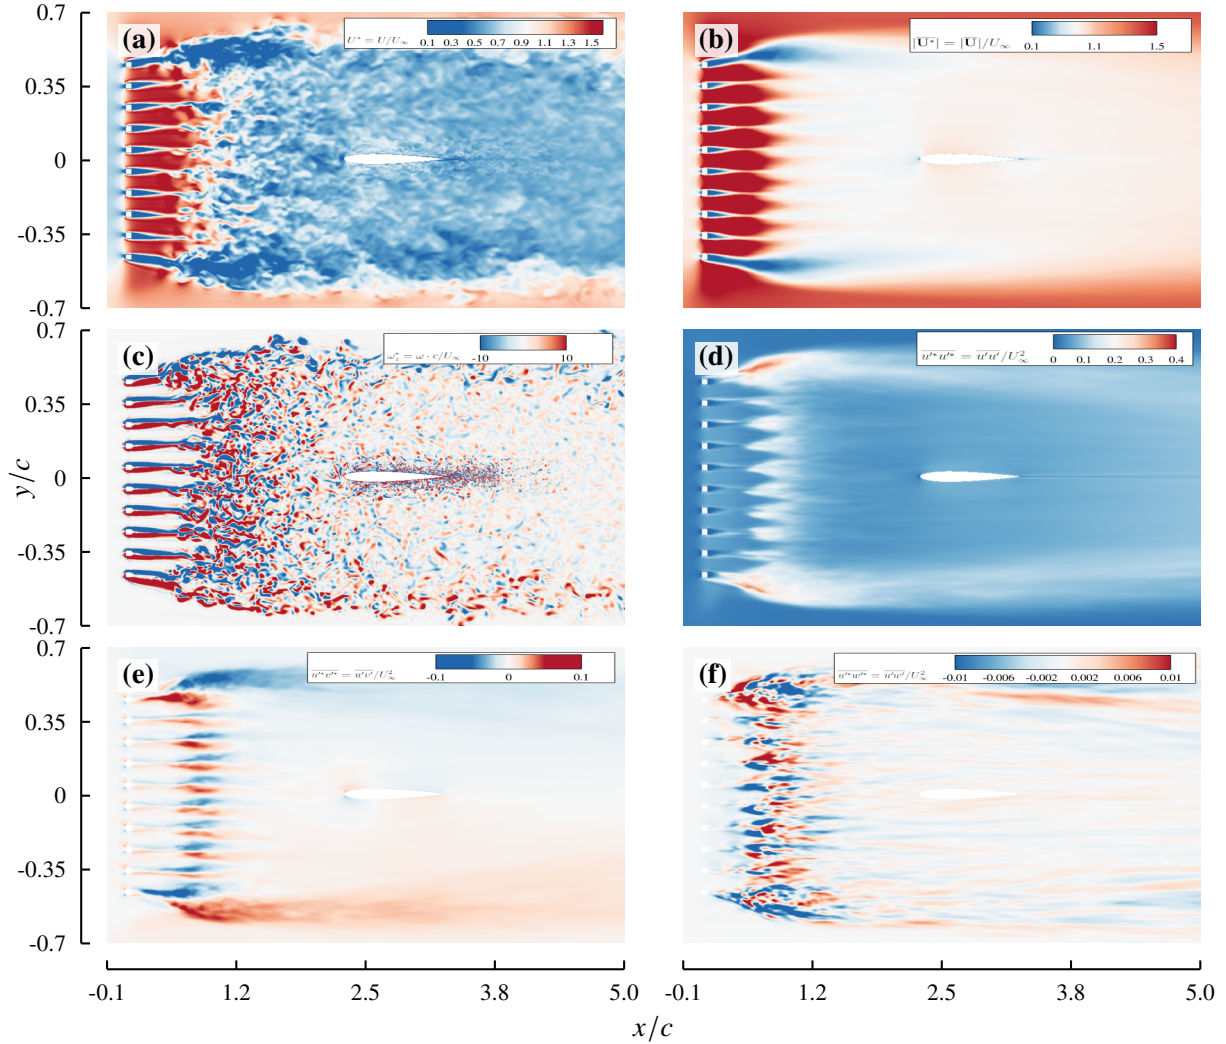 (a)
U* = U/U∞
0.1 0.3 0.5 0.7 0.9 1.1 1.3 1.5
(b)
|U̅*| = |U̅|/U∞
0.1 1.1 1.5
0.7
0.35
0
-0.35
-0.7
(c)
ω*z = ω · c/U∞
-10 10
(d)
u′*u′* = u′u′/U²∞
0 0.1 0.2 0.3 0.4
0.7
0.35
0
-0.35
-0.7
y/c
(e)
u′*v′* = u′v′/U²∞
-0.1 0 0.1
(f)
u′*w′* = u′w′/U²∞
-0.01 -0.006 -0.002 0.002 0.006 0.01
0.7
0.35
0
-0.35
-0.7
-0.1 1.2 2.5 3.8 5.0
-0.1 1.2 2.5 3.8 5.0
x/c